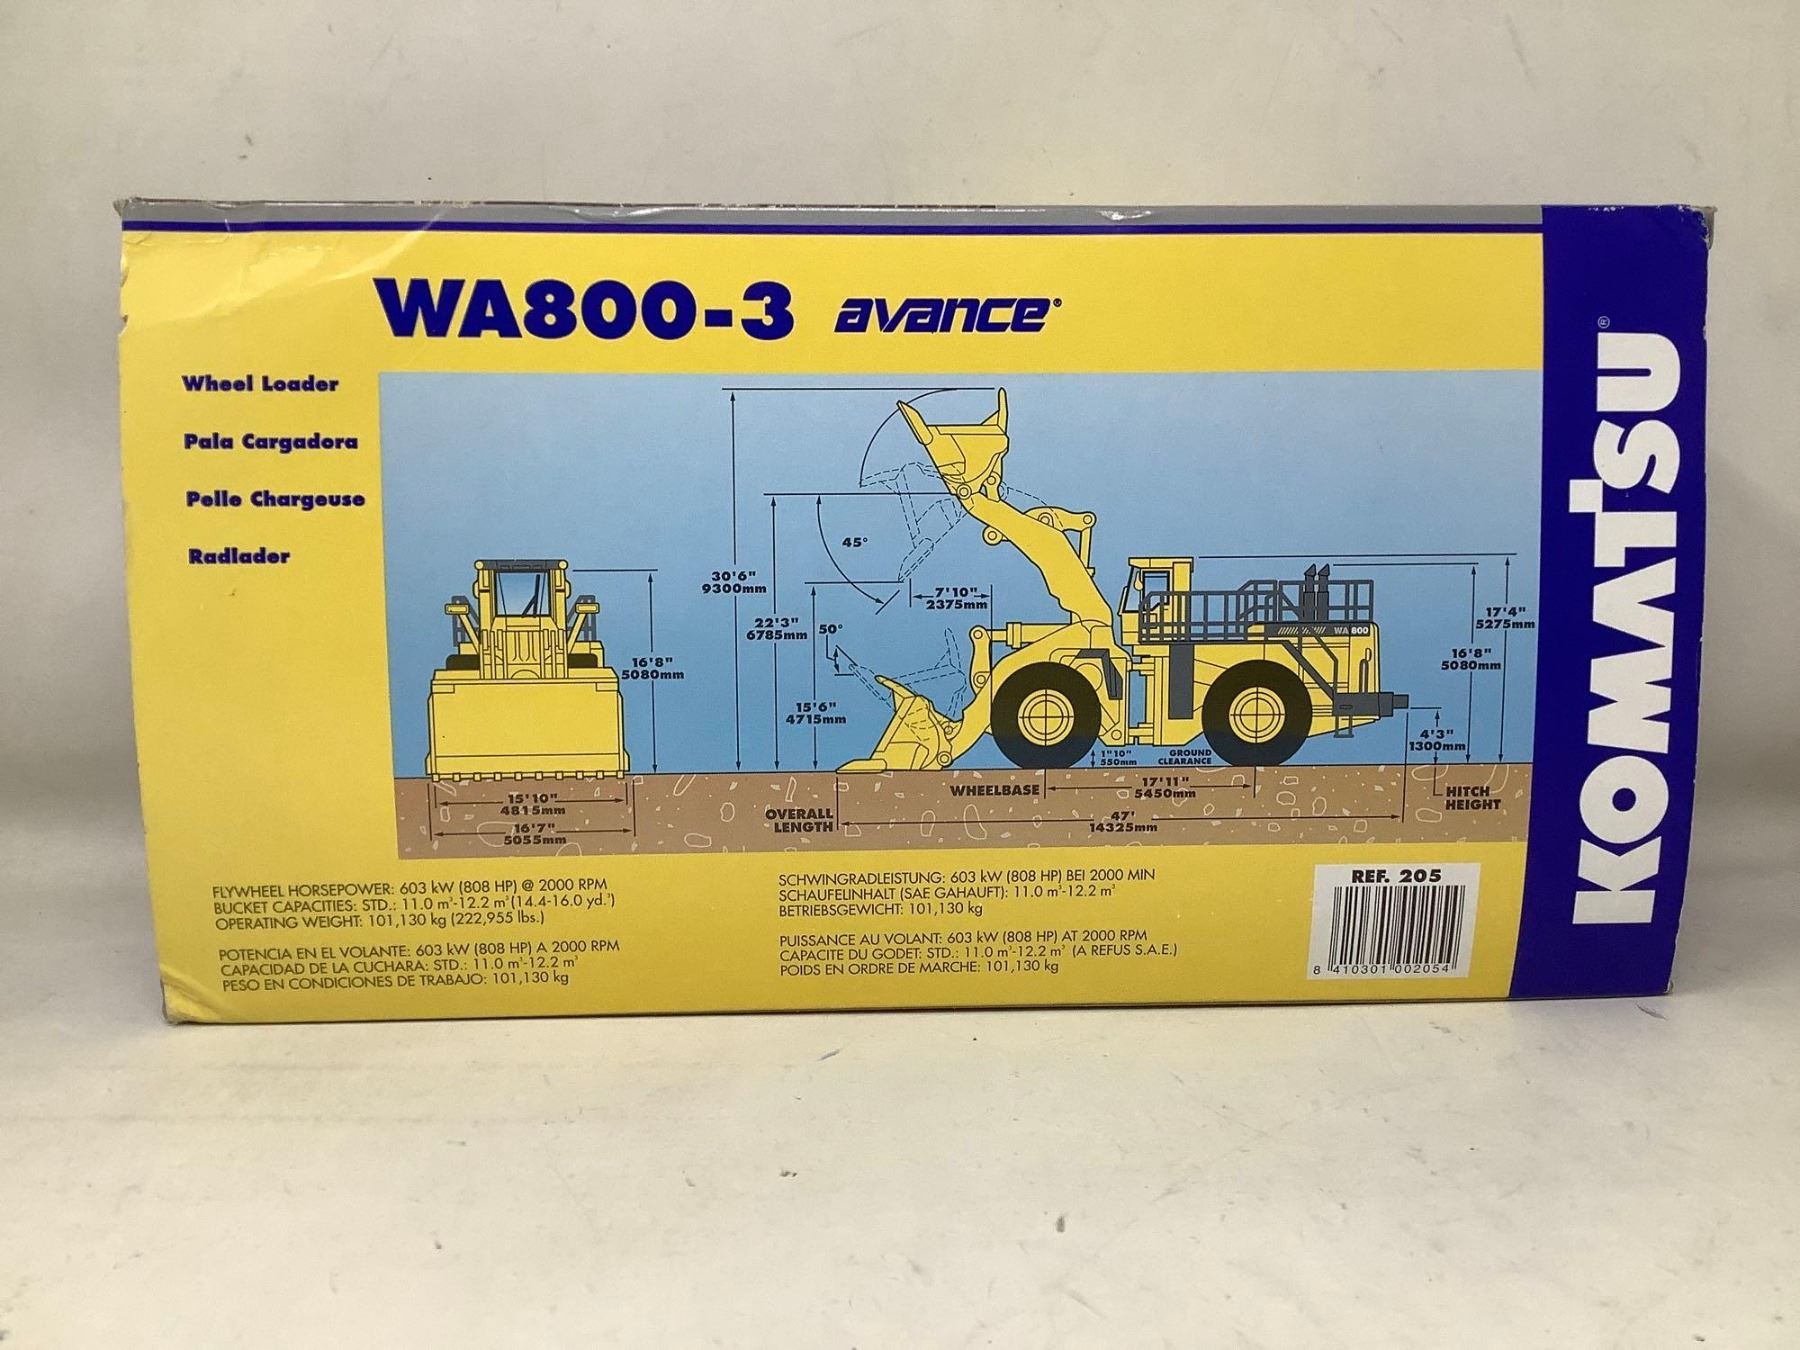 WA800-3 avance®
Wheel Loader
Pala Cargadora
Pelle Chargeuse
Radlader
KOMATSU®
30'6"
9300mm
45°
7'10"
2375mm
22'3"
6785mm
50°
15'6"
4715mm
16'8"
5080mm
15'10"
4815mm
16'7"
5055mm
WA 800
17'4"
5275mm
16'8"
5080mm
4'3"
1300mm
HITCH
HEIGHT
1"10"
550mm
GROUND
CLEARANCE
WHEELBASE
17'11"
5450mm
OVERALL
LENGTH
47'
14325mm
FLYWHEEL HORSEPOWER: 603 kW (808 HP) @ 2000 RPM
BUCKET CAPACITIES: STD.: 11.0 m³-12.2 m³(14.4-16.0 yd.³)
OPERATING WEIGHT: 101,130 kg (222,955 lbs.)
POTENCIA EN EL VOLANTE: 603 kW (808 HP) A 2000 RPM
CAPACIDAD DE LA CUCHARA: STD.: 11.0 m³-12.2 m³
PESO EN CONDICIONES DE TRABAJO: 101,130 kg
SCHWINGRADLEISTUNG: 603 kW (808 HP) BEI 2000 MIN
SCHAUFEINHALT (SAE GAHAUFT): 11.0 m³-12.2 m³
BETRIEBSGEWICHT: 101,130 kg
PUISSANCE AU VOLANT: 603 kW (808 HP) AT 2000 RPM
CAPACITE DU GODET: STD.: 11.0 m³-12.2 m³ (A REFUS S.A.E.)
POIDS EN ORDRE DE MARCHE: 101,130 kg
REF. 205
8 410301 002054